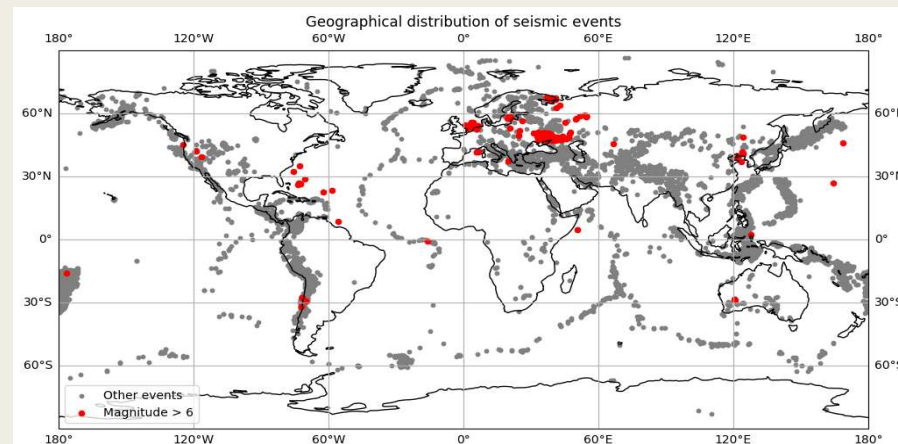 Geographical distribution of seismic events
180° 120°W 60°W 0° 60°E 120°E 180°
60°N 60°N
30°N 30°N
0° 0°
30°S 30°S
60°S 60°S
Other events
Magnitude > 6
180° 120°W 60°W 0° 60°E 120°E 180°